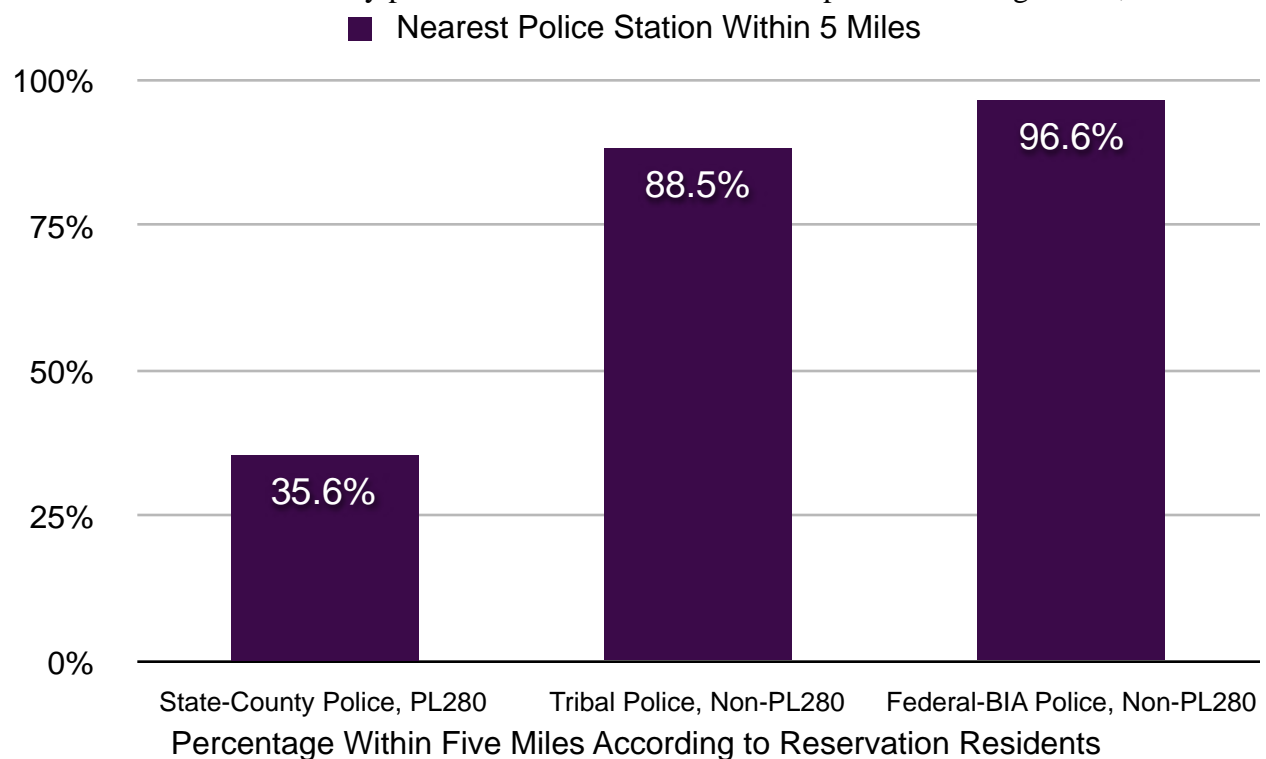 Nearest Police Station Within 5 Miles
100%
96.6%
88.5%
75%
50%
35.6%
25%
0%
State-County Police, PL280 Tribal Police, Non-PL280 Federal-BIA Police, Non-PL280
Percentage Within Five Miles According to Reservation Residents